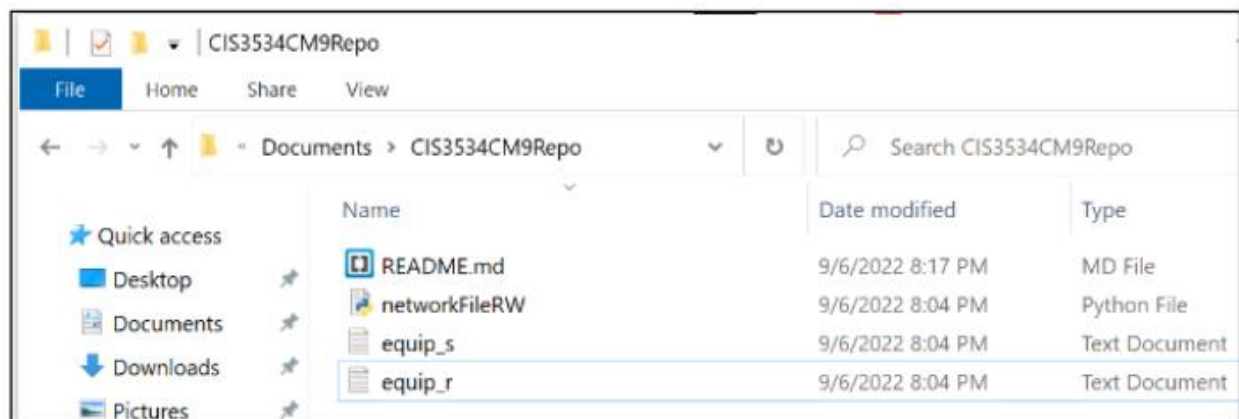 CIS3534CM9Repo
File Home Share View
« Documents > CIS3534CM9Repo Search CIS3534CM9Repo
Name Date modified Type
Quick access
Desktop
Documents
Downloads
Pictures
README.md 9/6/2022 8:17 PM MD File
networkFileRW 9/6/2022 8:04 PM Python File
equip_s 9/6/2022 8:04 PM Text Document
equip_r 9/6/2022 8:04 PM Text Document